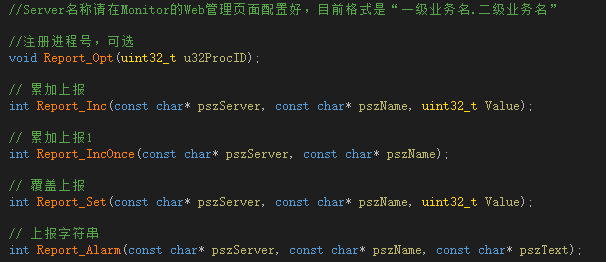 //Server名称请在Monitor的Web管理页面配置好，目前格式是“一级业务名.二级业务名”
//注册进程号，可选
void Report_Opt(uint32_t u32ProcID);
// 累加上报
int Report_Inc(const char* pszServer, const char* pszName, uint32_t Value);
// 累加上报1
int Report_IncOnce(const char* pszServer, const char* pszName);
// 覆盖上报
int Report_Set(const char* pszServer, const char* pszName, uint32_t Value);
// 上报字符串
int Report_Alarm(const char* pszServer, const char* pszName, const char* pszText);